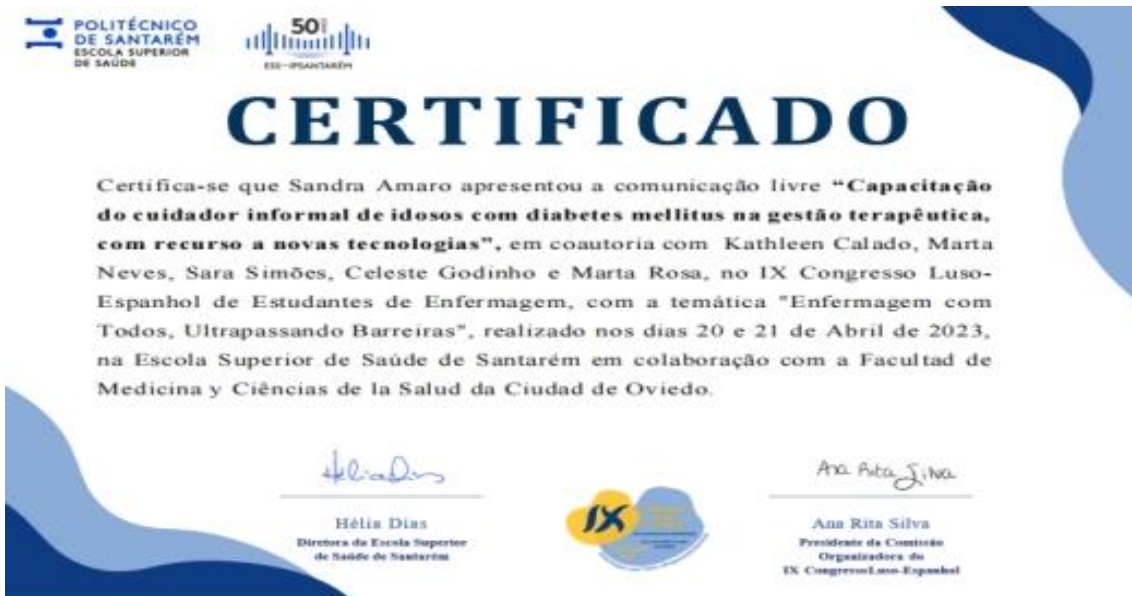 POLITÉCNICO
DE SANTARÉM
ESCOLA SUPERIOR
DE SAÚDE
50
ESS-IPSANTARÉM
CERTIFICADO
Certifica-se que Sandra Amaro apresentou a comunicação livre “Capacitação
do cuidador informal de idosos com diabetes mellitus na gestão terapêutica,
com recurso a novas tecnologias”, em coautoria com Kathleen Calado, Marta
Neves, Sara Simões, Celeste Godinho e Marta Rosa, no IX Congresso Luso-
Espanhol de Estudantes de Enfermagem, com a temática "Enfermagem com
Todos, Ultrapassando Barreiras", realizado nos dias 20 e 21 de Abril de 2023,
na Escola Superior de Saúde de Santarém em colaboração com a Facultad de
Medicina y Ciências de la Salud da Ciudad de Oviedo.
Hélia Dias
Ana Rita Silva
Hélia Dias
Diretora da Escola Superior
de Saúde de Santarém
IX
Ana Rita Silva
Presidente da Comissão
Organizadora do
IX CongressoLuso-Espanhol